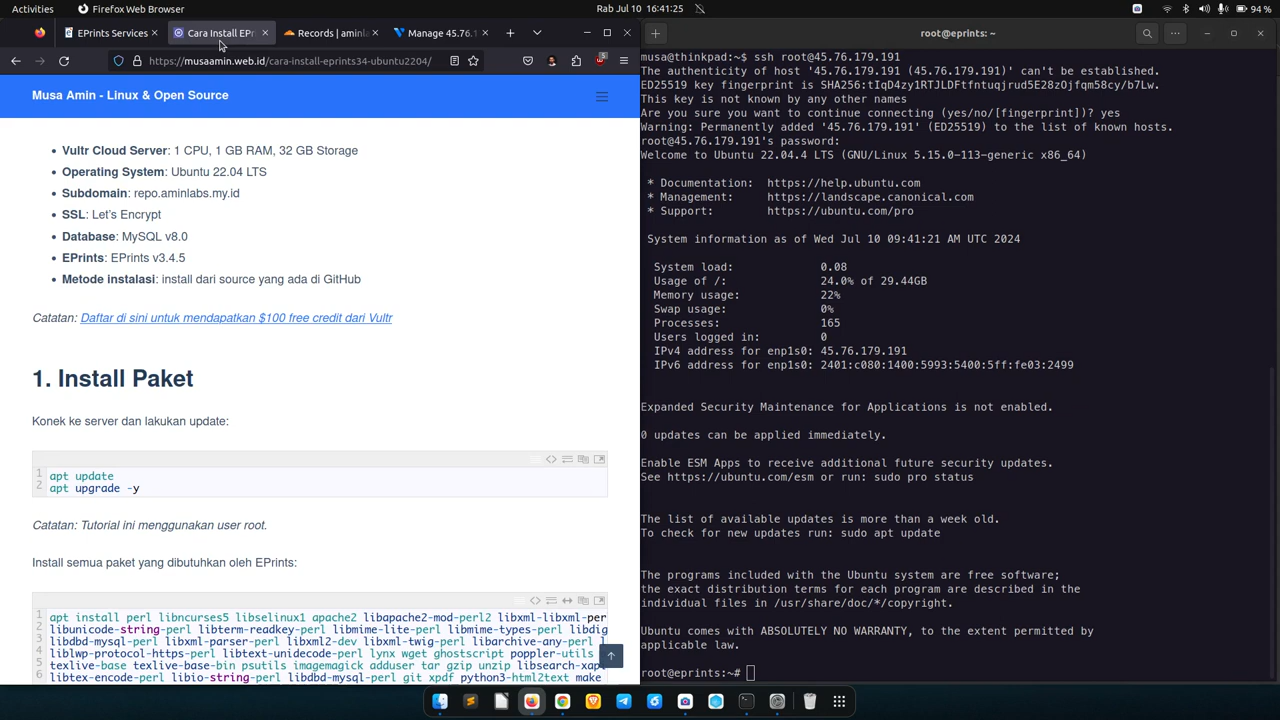 Activities
Firefox Web Browser
Rab Jul 10 16:41:25
94 %
EPrints Services
Cara Install EPr
Records | aminla
Manage 45.76.1
https://musaamin.web.id/cara-install-eprints34-ubuntu2204/
5
Musa Amin - Linux & Open Source
Vultr Cloud Server: 1 CPU, 1 GB RAM, 32 GB Storage
Operating System: Ubuntu 22.04 LTS
Subdomain: repo.aminlabs.my.id
SSL: Let's Encrypt
Database: MySQL v8.0
EPrints: EPrints v3.4.5
Metode instalasi: install dari source yang ada di GitHub
Catatan: Daftar di sini untuk mendapatkan $100 free credit dari Vultr
1. Install Paket
Konek ke server dan lakukan update:
1 apt update
2 apt upgrade -y
Catatan: Tutorial ini menggunakan user root.
Install semua paket yang dibutuhkan oleh EPrints:
1 apt install perl libncurses5 libselinux1 apache2 libapache2-mod-perl2 libxml-libxml-per
2 libunicode-string-perl libterm-readkey-perl libmime-lite-perl libmime-types-perl libdig
3 libdbd-mysql-perl libxml-parser-perl libxml2-dev libxml-twig-perl libarchive-any-perl l
4 liblwp-protocol-https-perl libtext-unidecode-perl lynx wget ghostscript poppler-utils
5 texlive-base texlive-base-bin psutils imagemagick adduser tar gzip unzip libsearch-xap
6 libtex-encode-perl libio-string-perl libdbd-mysql-perl git xpdf python3-html2text make
root@eprints: ~
musa@thinkpad:~$ ssh root@45.76.179.191
The authenticity of host '45.76.179.191 (45.76.179.191)' can't be established.
ED25519 key fingerprint is SHA256:tIqD4zy1RTJLDFtfntuqjrud5E28zOjfqm58cy/b7Lw.
This key is not known by any other names
Are you sure you want to continue connecting (yes/no/[fingerprint])? yes
Warning: Permanently added '45.76.179.191' (ED25519) to the list of known hosts.
root@45.76.179.191's password:
Welcome to Ubuntu 22.04.4 LTS (GNU/Linux 5.15.0-113-generic x86_64)
* Documentation: https://help.ubuntu.com
* Management: https://landscape.canonical.com
* Support: https://ubuntu.com/pro
System information as of Wed Jul 10 09:41:21 AM UTC 2024
System load: 0.08
Usage of /: 24.0% of 29.44GB
Memory usage: 22%
Swap usage: 0%
Processes: 165
Users logged in: 0
IPv4 address for enp1s0: 45.76.179.191
IPv6 address for enp1s0: 2401:c080:1400:5993:5400:5ff:fe03:2499
Expanded Security Maintenance for Applications is not enabled.
0 updates can be applied immediately.
Enable ESM Apps to receive additional future security updates.
See https://ubuntu.com/esm or run: sudo pro status
The list of available updates is more than a week old.
To check for new updates run: sudo apt update
The programs included with the Ubuntu system are free software;
the exact distribution terms for each program are described in the
individual files in /usr/share/doc/*/copyright.
Ubuntu comes with ABSOLUTELY NO WARRANTY, to the extent permitted by
applicable law.
root@eprints:~#